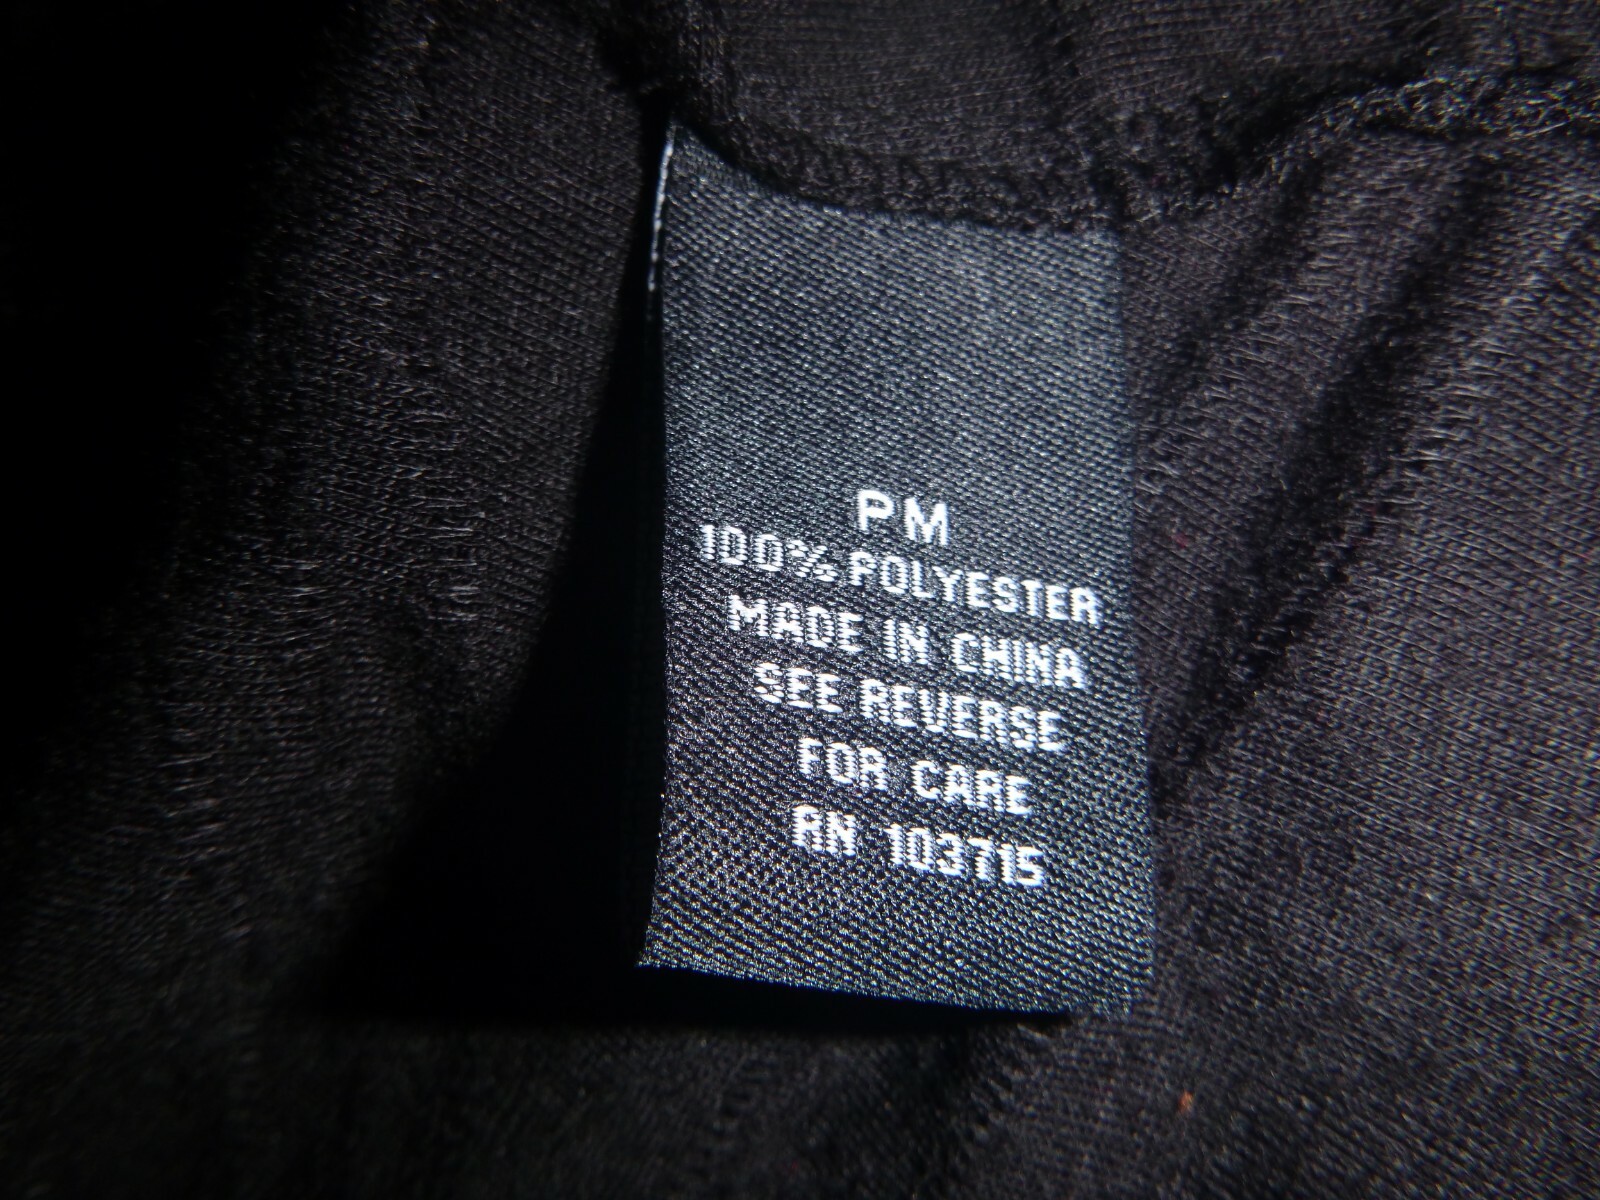 PM
100% POLYESTER
MADE IN CHINA
SEE REVERSE
FOR CARE
RN 103715